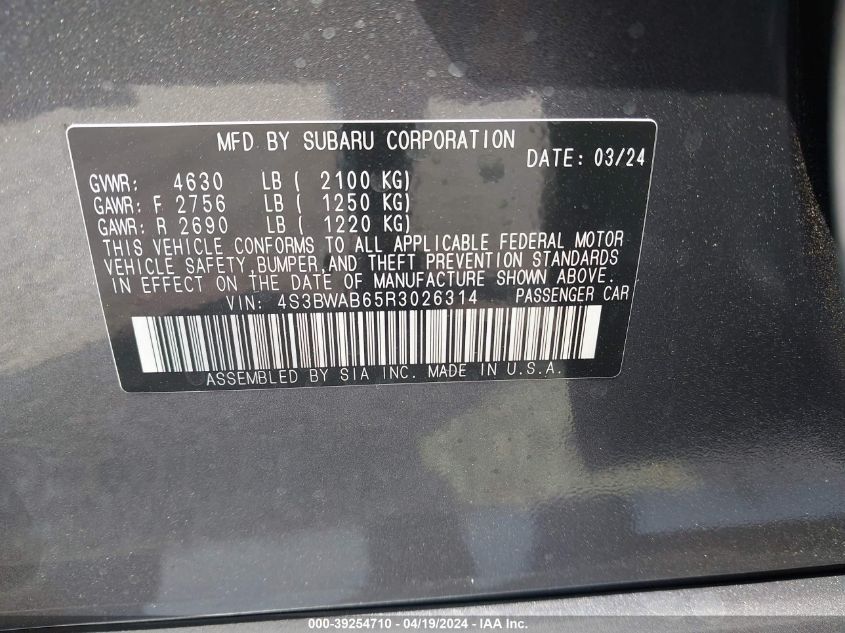 MFD BY SUBARU CORPORATION
DATE: 03/24
GVWR: 4630 LB ( 2100 KG)
GAWR: F 2756 LB ( 1250 KG)
GAWR: R 2690 LB ( 1220 KG)
THIS VEHICLE CONFORMS TO ALL APPLICABLE FEDERAL MOTOR
VEHICLE SAFETY,BUMPER,AND THEFT PREVENTION STANDARDS
IN EFFECT ON THE DATE OF MANUFACTURE SHOWN ABOVE.
VIN: 4S3BWAB65R3026314 PASSENGER CAR
ASSEMBLED BY SIA INC. MADE IN U.S.A.
000-39254710 - 04/19/2024 - IAA Inc.